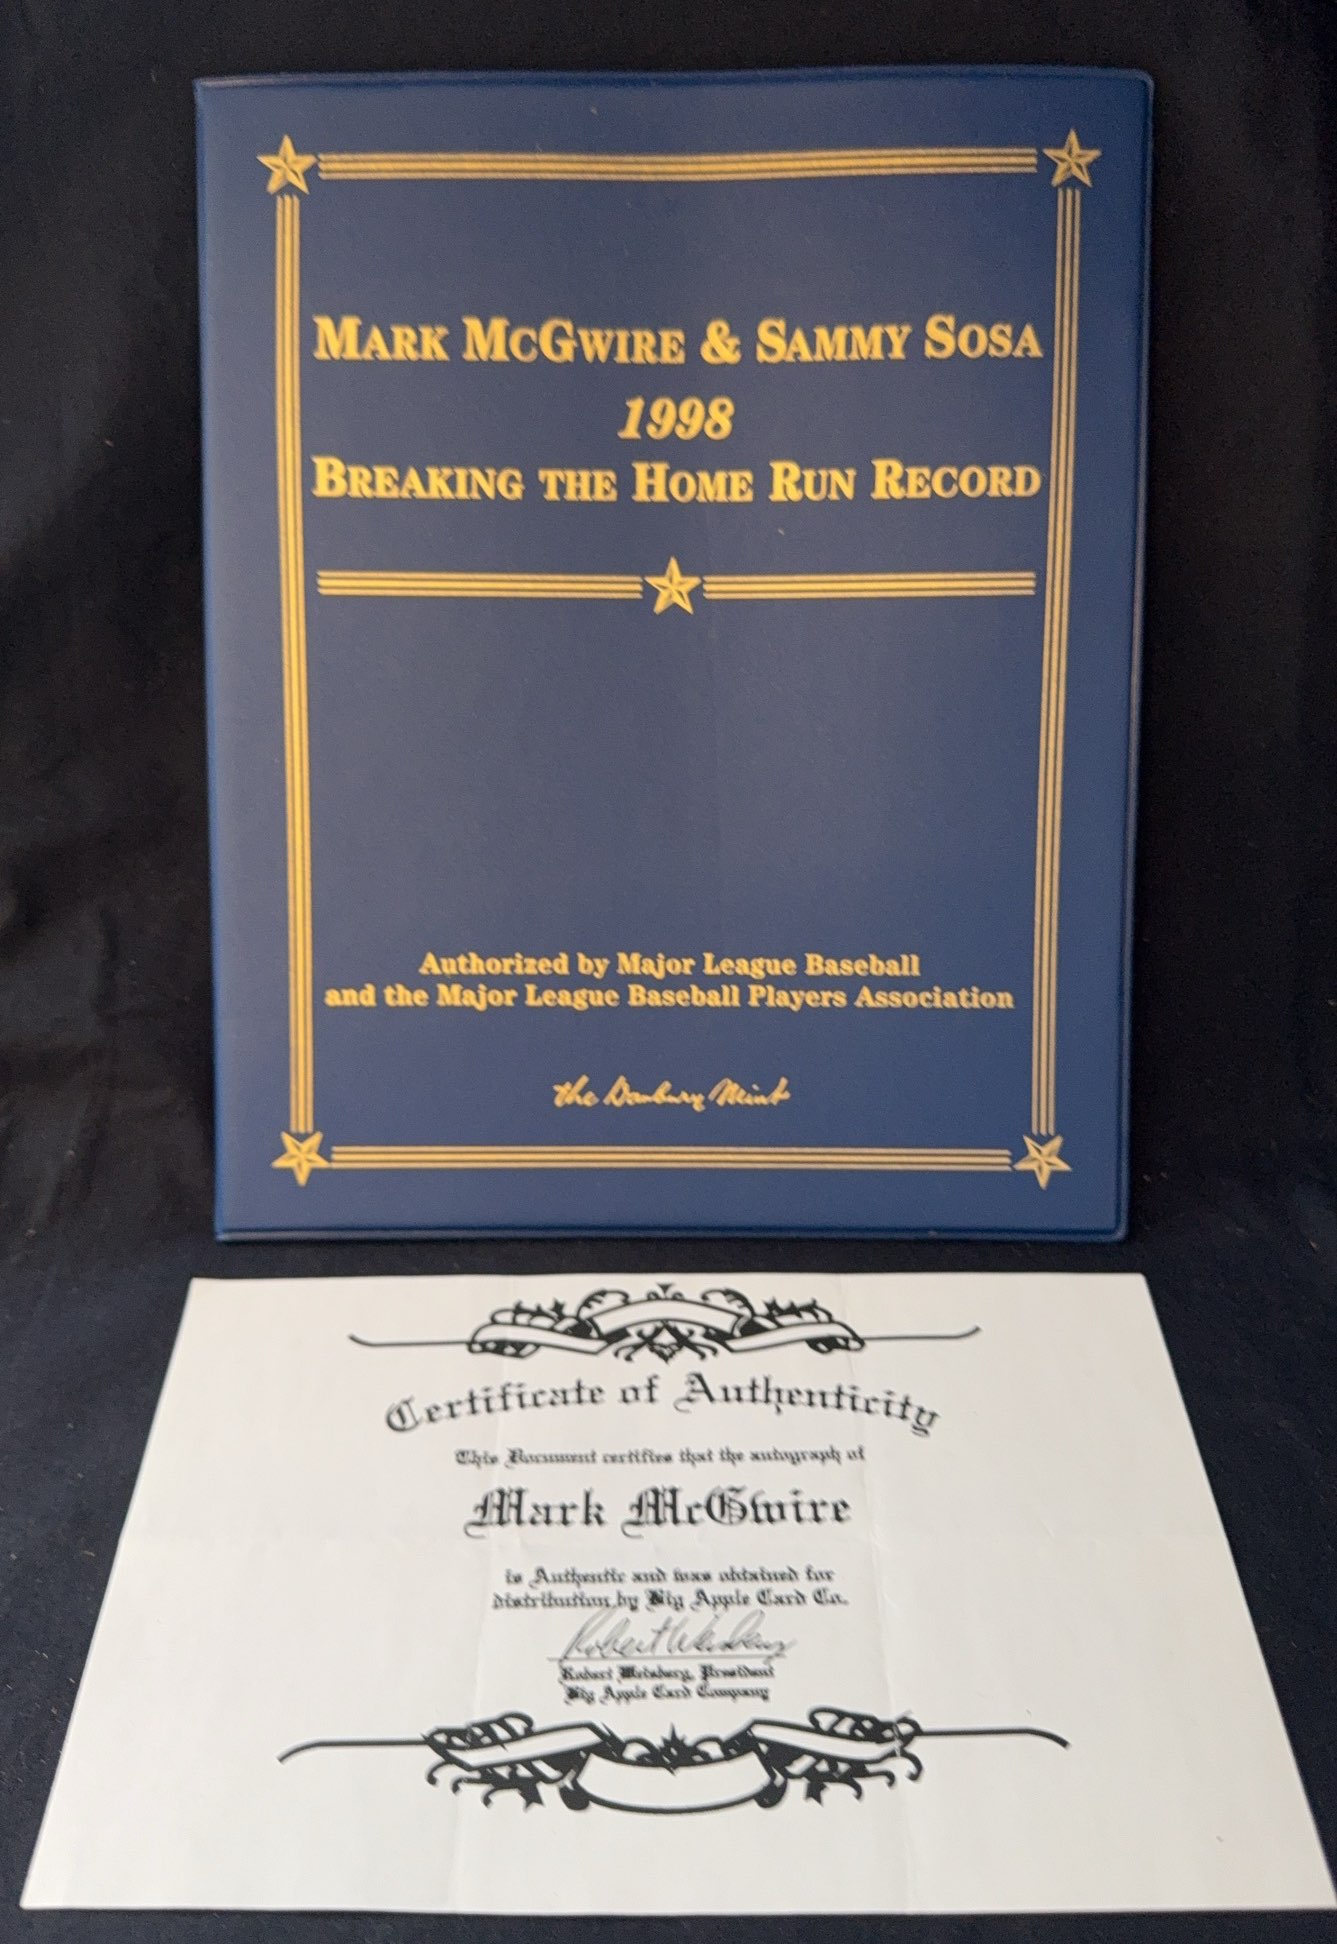 MARK MCGWIRE & SAMMY SOSA
1998
BREAKING THE HOME RUN RECORD
Authorized by Major League Baseball
and the Major League Baseball Players Association
the Danbury Mint
Certificate of Authenticity
This Document certifies that the autograph of
Mark McGwire
is Authentic and was obtained for
distribution by Big Apple Card Co.
Robert Weisberg
Robert Weisberg, President
Big Apple Card Company